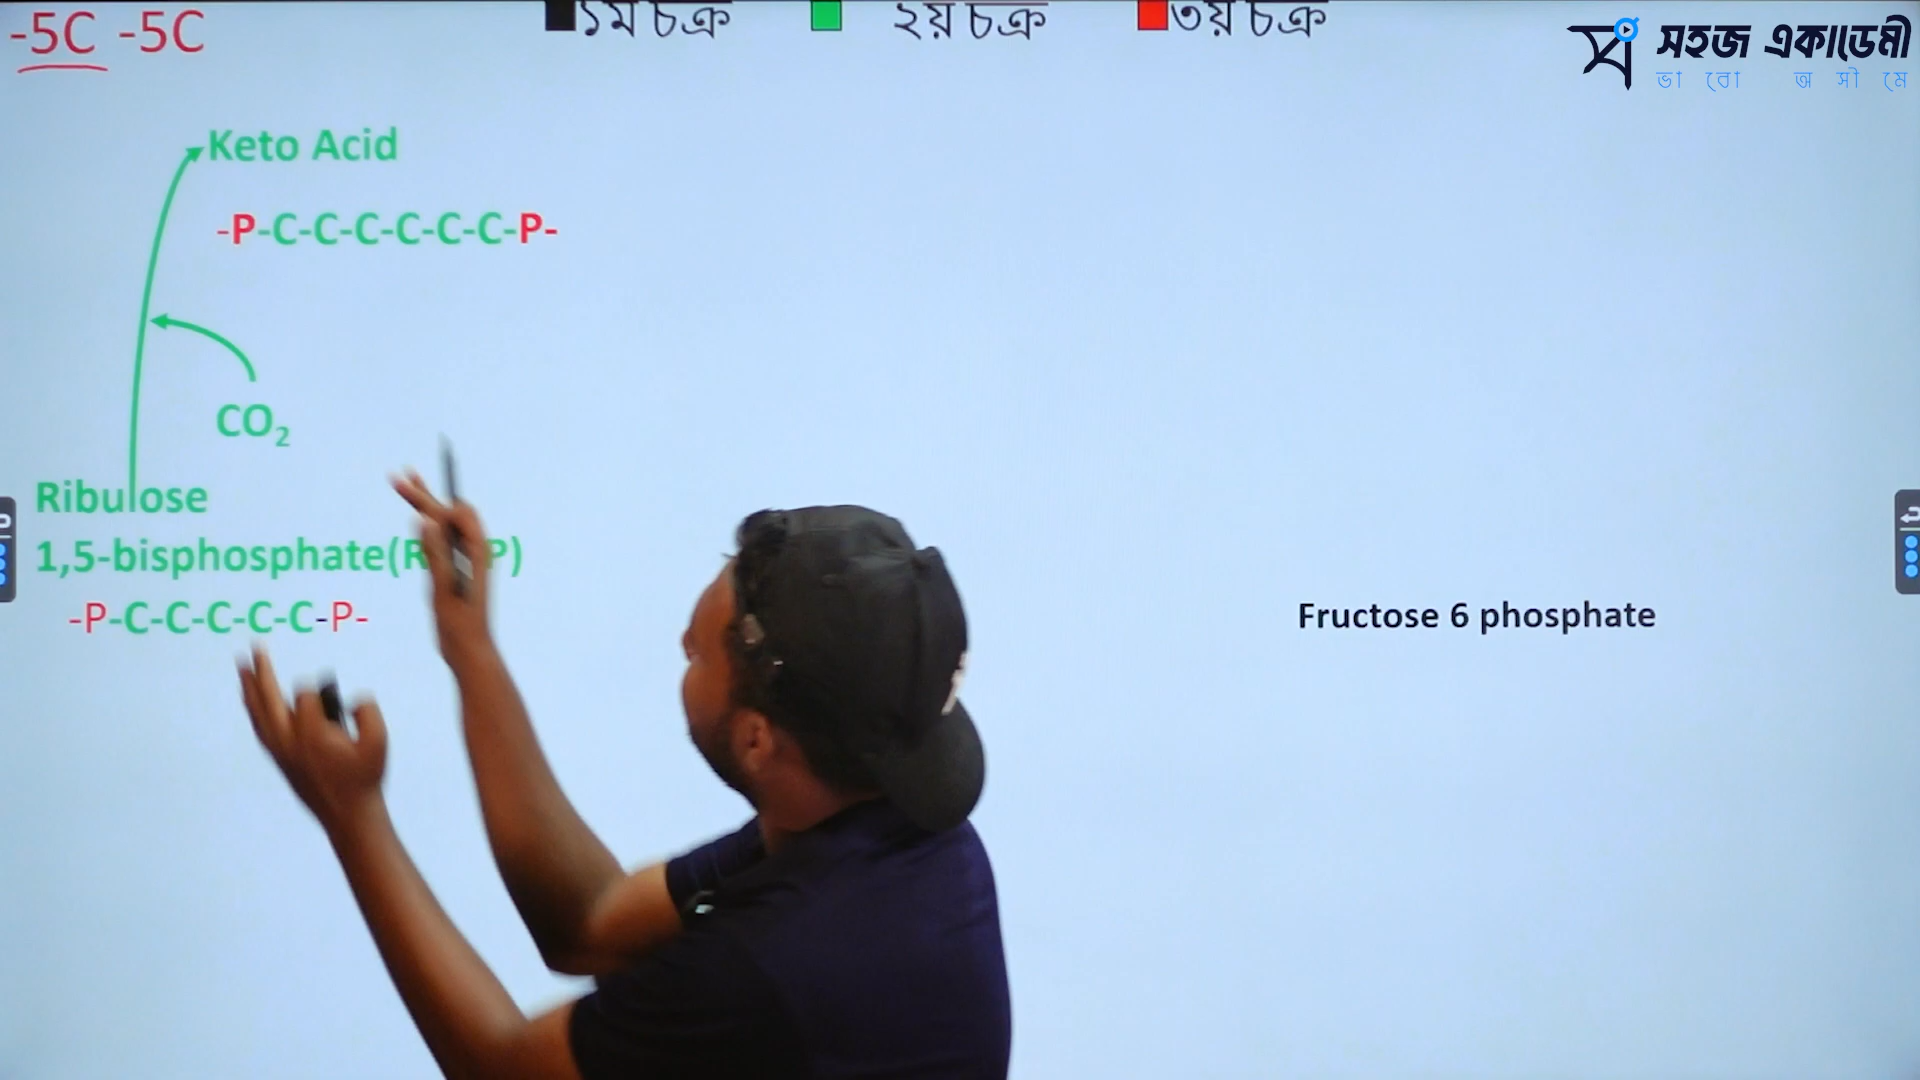 -5C -5C
১ম চক্র ২য় চক্র ৩য় চক্র
সহজ একাডেমী
ভাবো অসীমে
Keto Acid
-P-C-C-C-C-C-C-P-
CO₂
Ribulose
1,5-bisphosphate(R P)
-P-C-C-C-C-C-P-
Fructose 6 phosphate